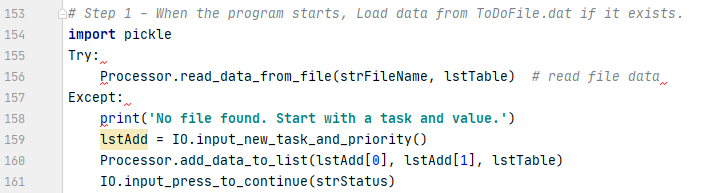 153 # Step 1 - When the program starts, Load data from ToDoFile.dat if it exists.
154 import pickle
155 Try:
156     Processor.read_data_from_file(strFileName, lstTable)  # read file data
157 Except:
158     print('No file found. Start with a task and value.')
159     lstAdd = IO.input_new_task_and_priority()
160     Processor.add_data_to_list(lstAdd[0], lstAdd[1], lstTable)
161     IO.input_press_to_continue(strStatus)